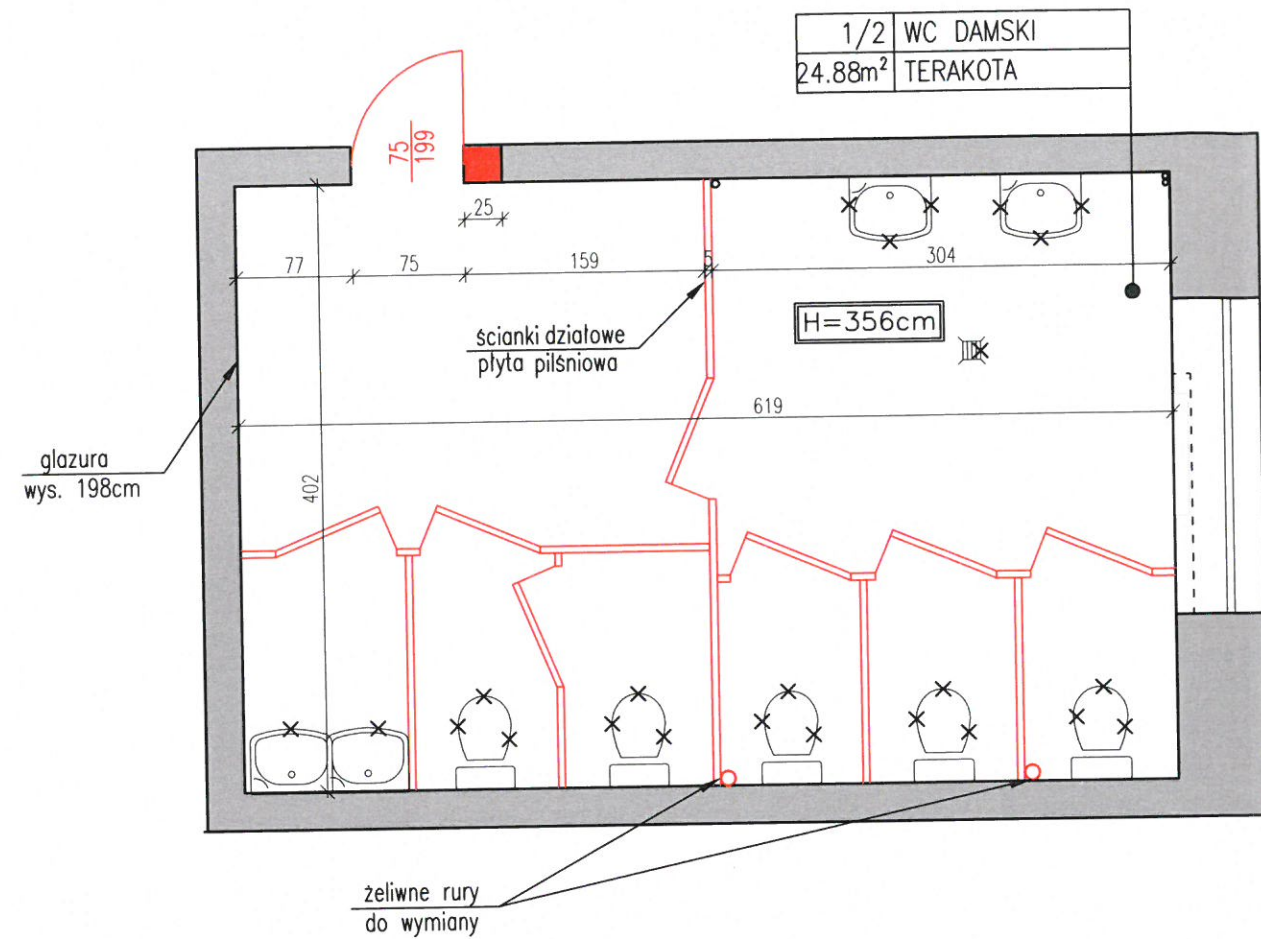 1/2 WC DAMSKI
24.88m² TERAKOTA
75
199
25
77 75 159 5 304
H=356cm
ścianki działowe
płyta pilśniowa
619
glazura
wys. 198cm
402
żeliwne rury
do wymiany